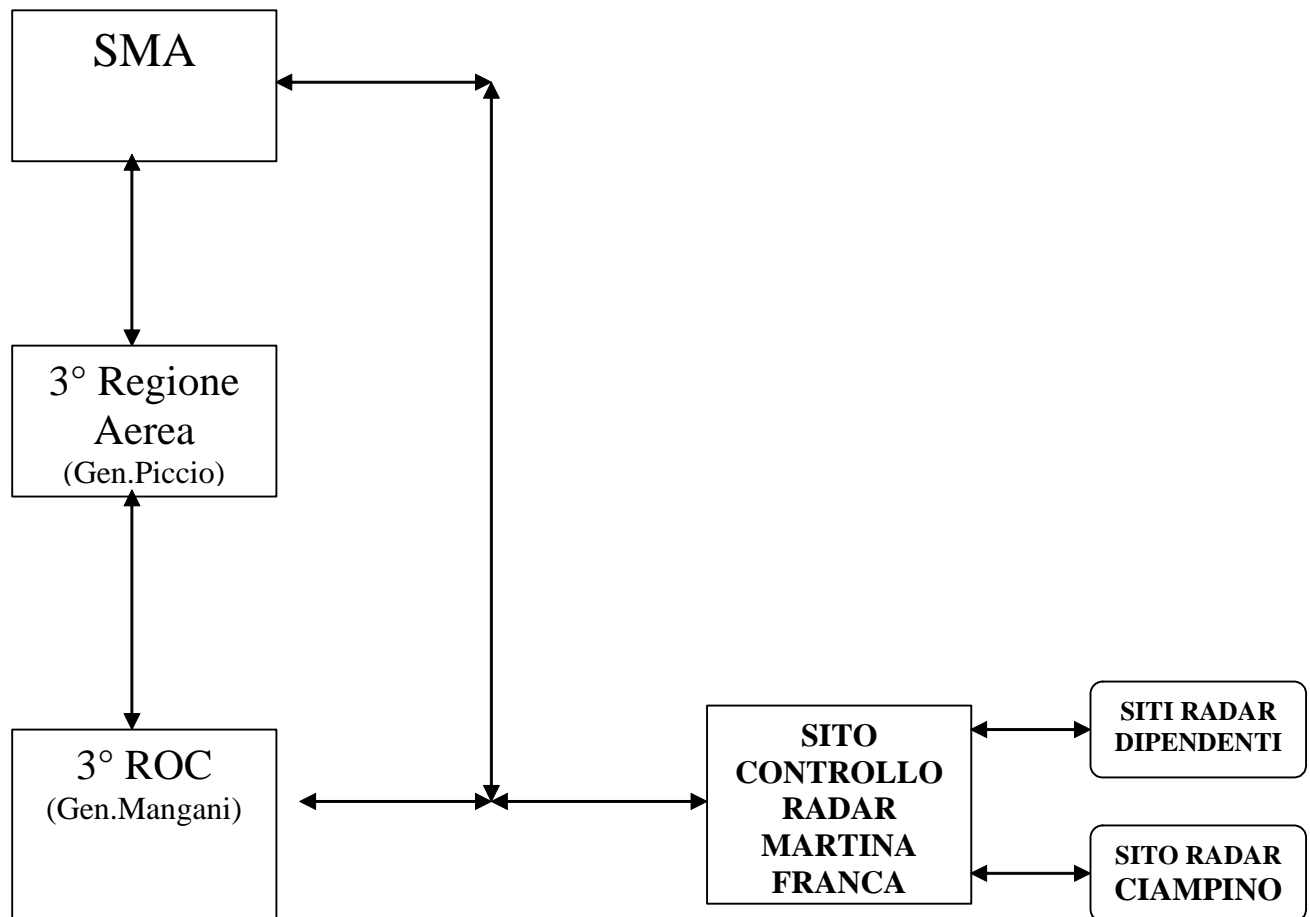 SMA
3° Regione
Aerea
(Gen.Piccio)
3° ROC
(Gen.Mangani)
SITO
CONTROLLO
RADAR
MARTINA
FRANCA
SITI RADAR
DIPENDENTI
SITO RADAR
CIAMPINO